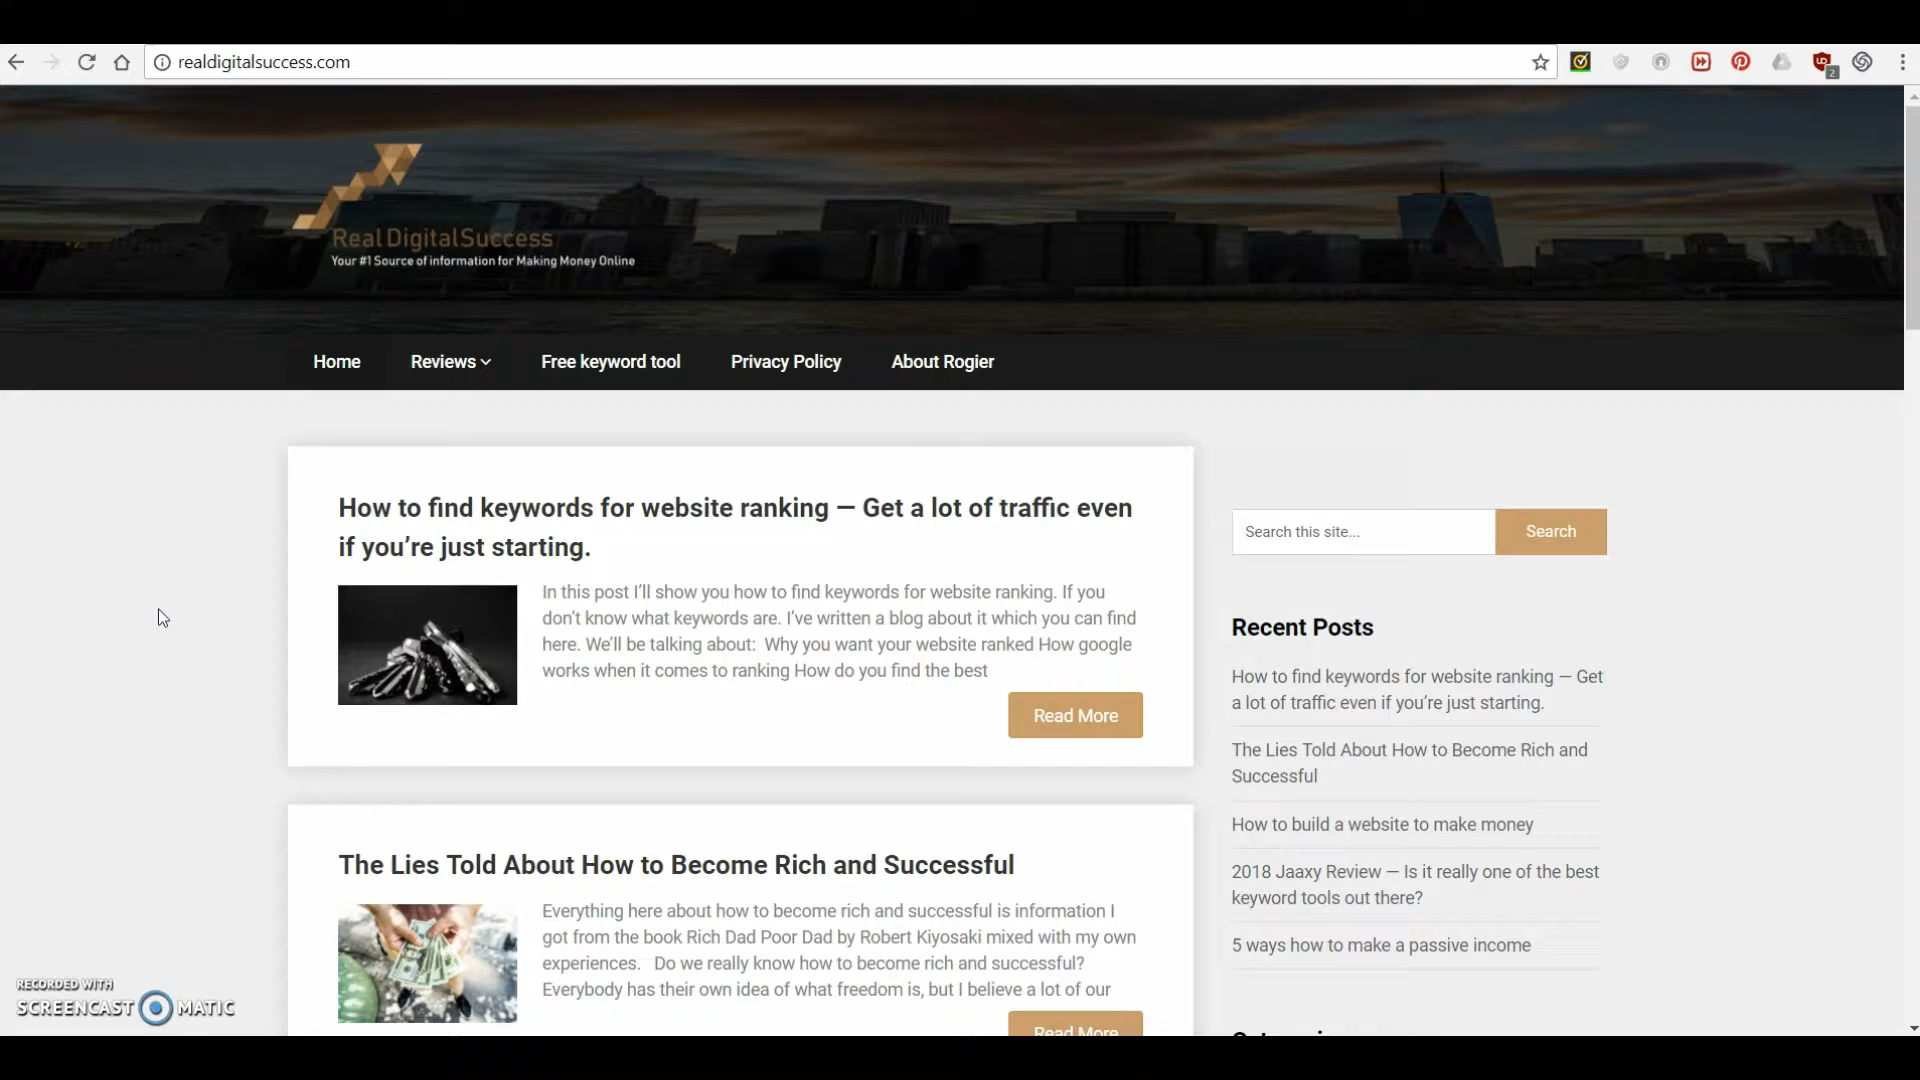 realdigitalsuccess.com
2
Real Digital Success
Your #1 Source of information for Making Money Online
Home
Reviews
Free keyword tool
Privacy Policy
About Rogier
How to find keywords for website ranking — Get a lot of traffic even
if you’re just starting.
In this post I’ll show you how to find keywords for website ranking. If you
don’t know what keywords are. I’ve written a blog about it which you can find
here. We’ll be talking about:  Why you want your website ranked How google
works when it comes to ranking How do you find the best
Read More
The Lies Told About How to Become Rich and Successful
Everything here about how to become rich and successful is information I
got from the book Rich Dad Poor Dad by Robert Kiyosaki mixed with my own
experiences.   Do we really know how to become rich and successful?
Everybody has their own idea of what freedom is, but I believe a lot of our
Read More
Search this site...
Search
Recent Posts
How to find keywords for website ranking — Get
a lot of traffic even if you’re just starting.
The Lies Told About How to Become Rich and
Successful
How to build a website to make money
2018 Jaaxy Review — Is it really one of the best
keyword tools out there?
5 ways how to make a passive income
RECORDED WITH
SCREENCAST MATIC